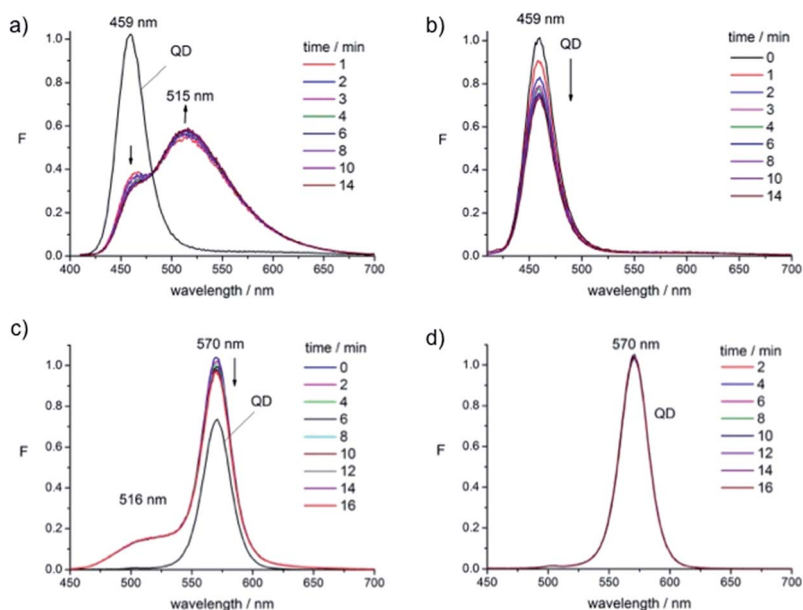 a)
459 nm
QD
515 nm
time / min
1
2
3
4
6
8
10
14
F
1.0
0.8
0.6
0.4
0.2
0.0
400 450 500 550 600 650 700
wavelength / nm
b)
459 nm
QD
time / min
0
1
2
3
4
6
8
10
14
F
1.0
0.8
0.6
0.4
0.2
0.0
450 500 550 600 650 700
wavelength / nm
c)
570 nm
QD
516 nm
time / min
0
2
4
6
8
10
12
14
16
F
1.0
0.8
0.6
0.4
0.2
0.0
450 500 550 600 650 700
wavelength / nm
d)
570 nm
QD
time / min
2
4
6
8
10
12
14
16
F
1.0
0.8
0.6
0.4
0.2
0.0
450 500 550 600 650 700
wavelength / nm